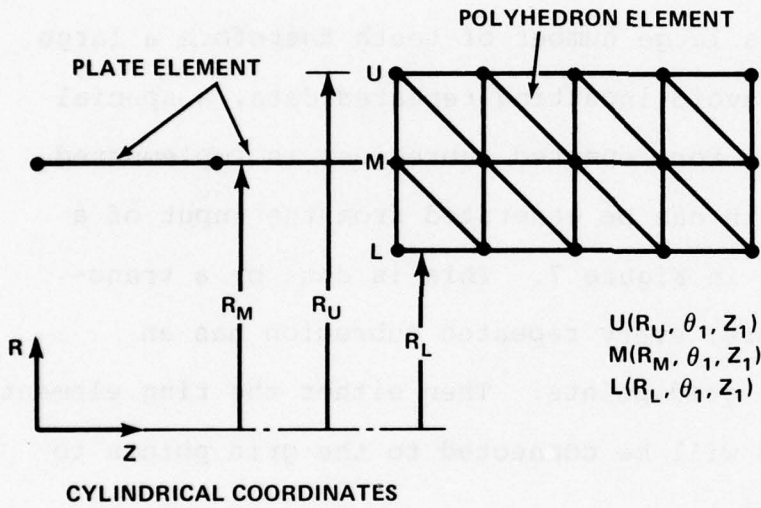 POLYHEDRON ELEMENT
PLATE ELEMENT
U
M
L
R_M
R_U
R_L
R
Z
U(R_U, θ_1, Z_1)
M(R_M, θ_1, Z_1)
L(R_L, θ_1, Z_1)
CYLINDRICAL COORDINATES